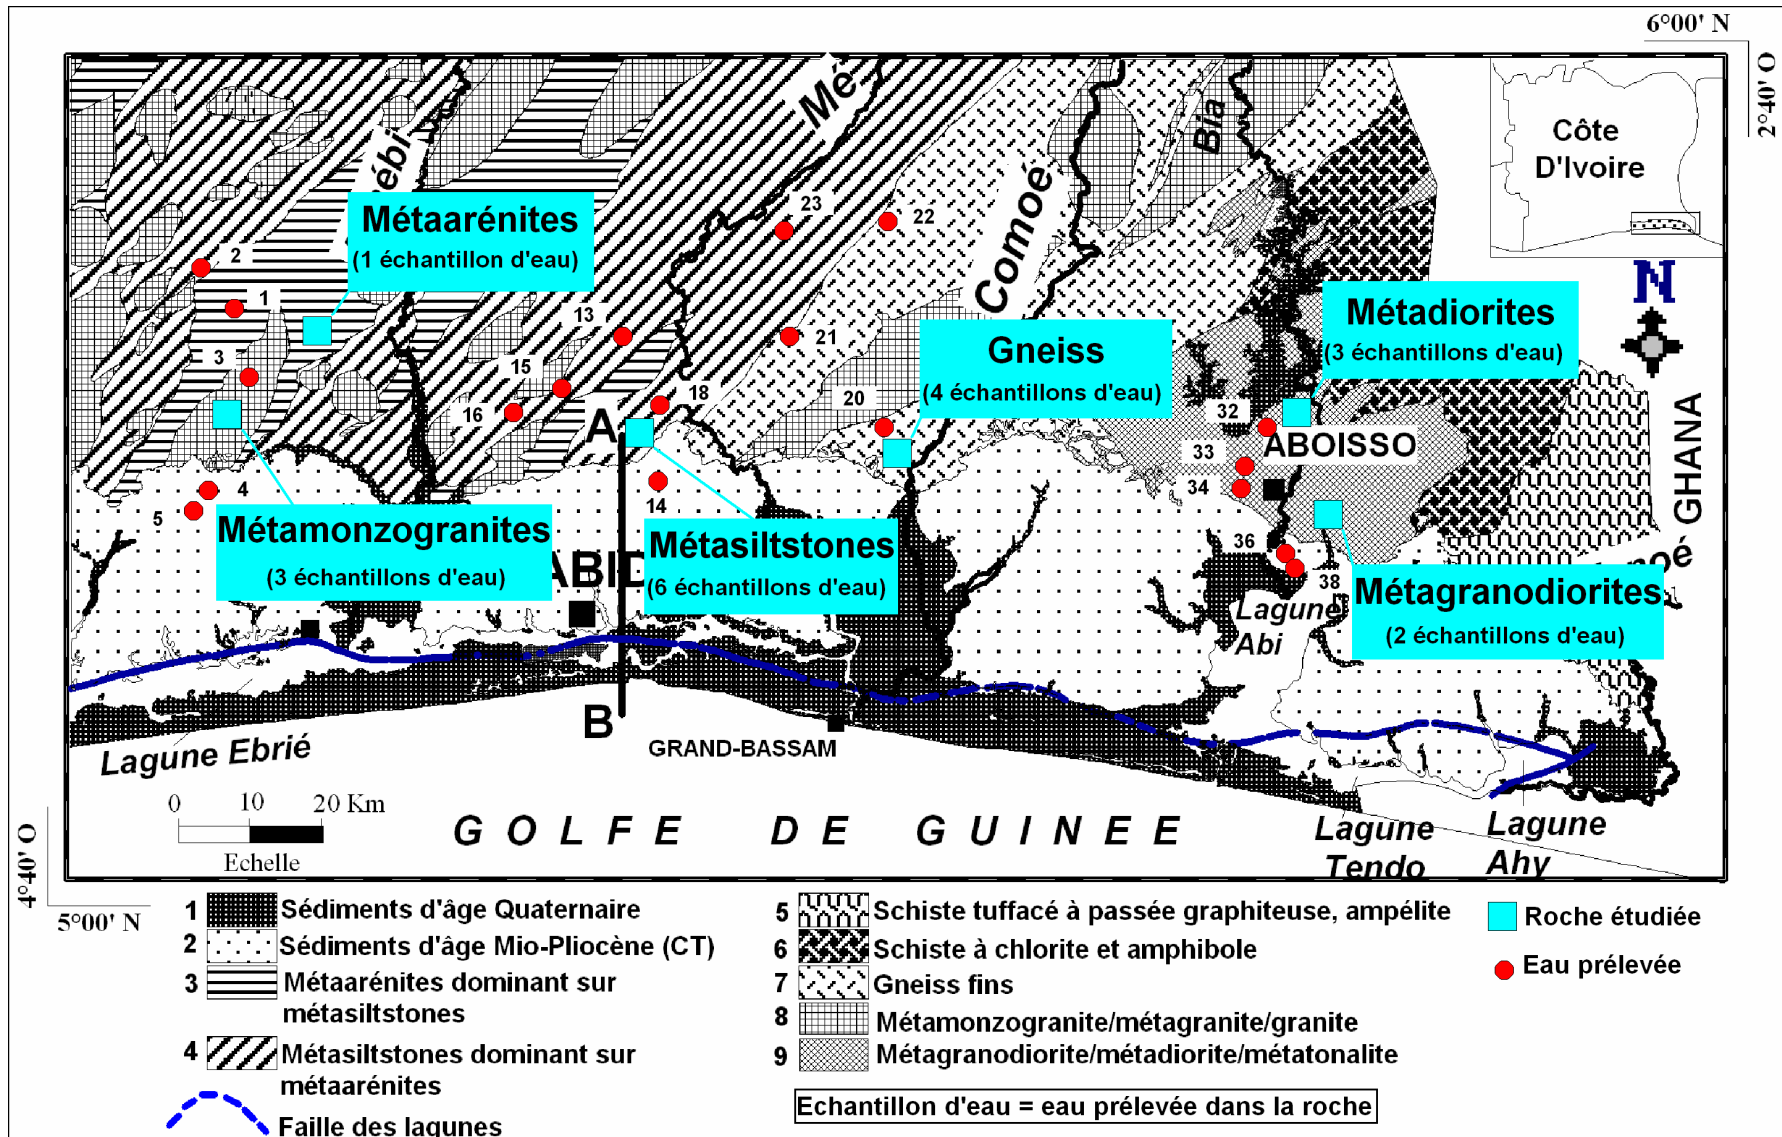 6°00' N
2°40' O
Côte
D'Ivoire
Mé
Bia
Comoé
ébi
N
Métaarénites
(1 échantillon d'eau)
23
22
2
1
3
13
15
16
18
21
20
14
4
5
Gneiss
(4 échantillons d'eau)
Métadiorites
(3 échantillons d'eau)
32
33
34
36
38
ABOISSO
GHANA
A
B
Métamonzogranites
(3 échantillons d'eau)
Métasiltstones
(6 échantillons d'eau)
Métagranodiorites
(2 échantillons d'eau)
ABID
noé
Lagune
Abi
Lagune Ebrié
GRAND-BASSAM
0 10 20 Km
Echelle
GOLFE DE GUINEE
Lagune
Tendo
Lagune
Ahy
4°40' O
5°00' N
1 Sédiments d'âge Quaternaire
2 Sédiments d'âge Mio-Pliocène (CT)
3 Métaarénites dominant sur
métasiltstones
4 Métasiltstones dominant sur
métaarénites
Faille des lagunes
5 Schiste tuffacé à passée graphiteuse, ampélite
6 Schiste à chlorite et amphibole
7 Gneiss fins
8 Métamonzogranite/métagranite/granite
9 Métagranodiorite/métadiorite/métatonalite
Echantillon d'eau = eau prélevée dans la roche
Roche étudiée
Eau prélevée